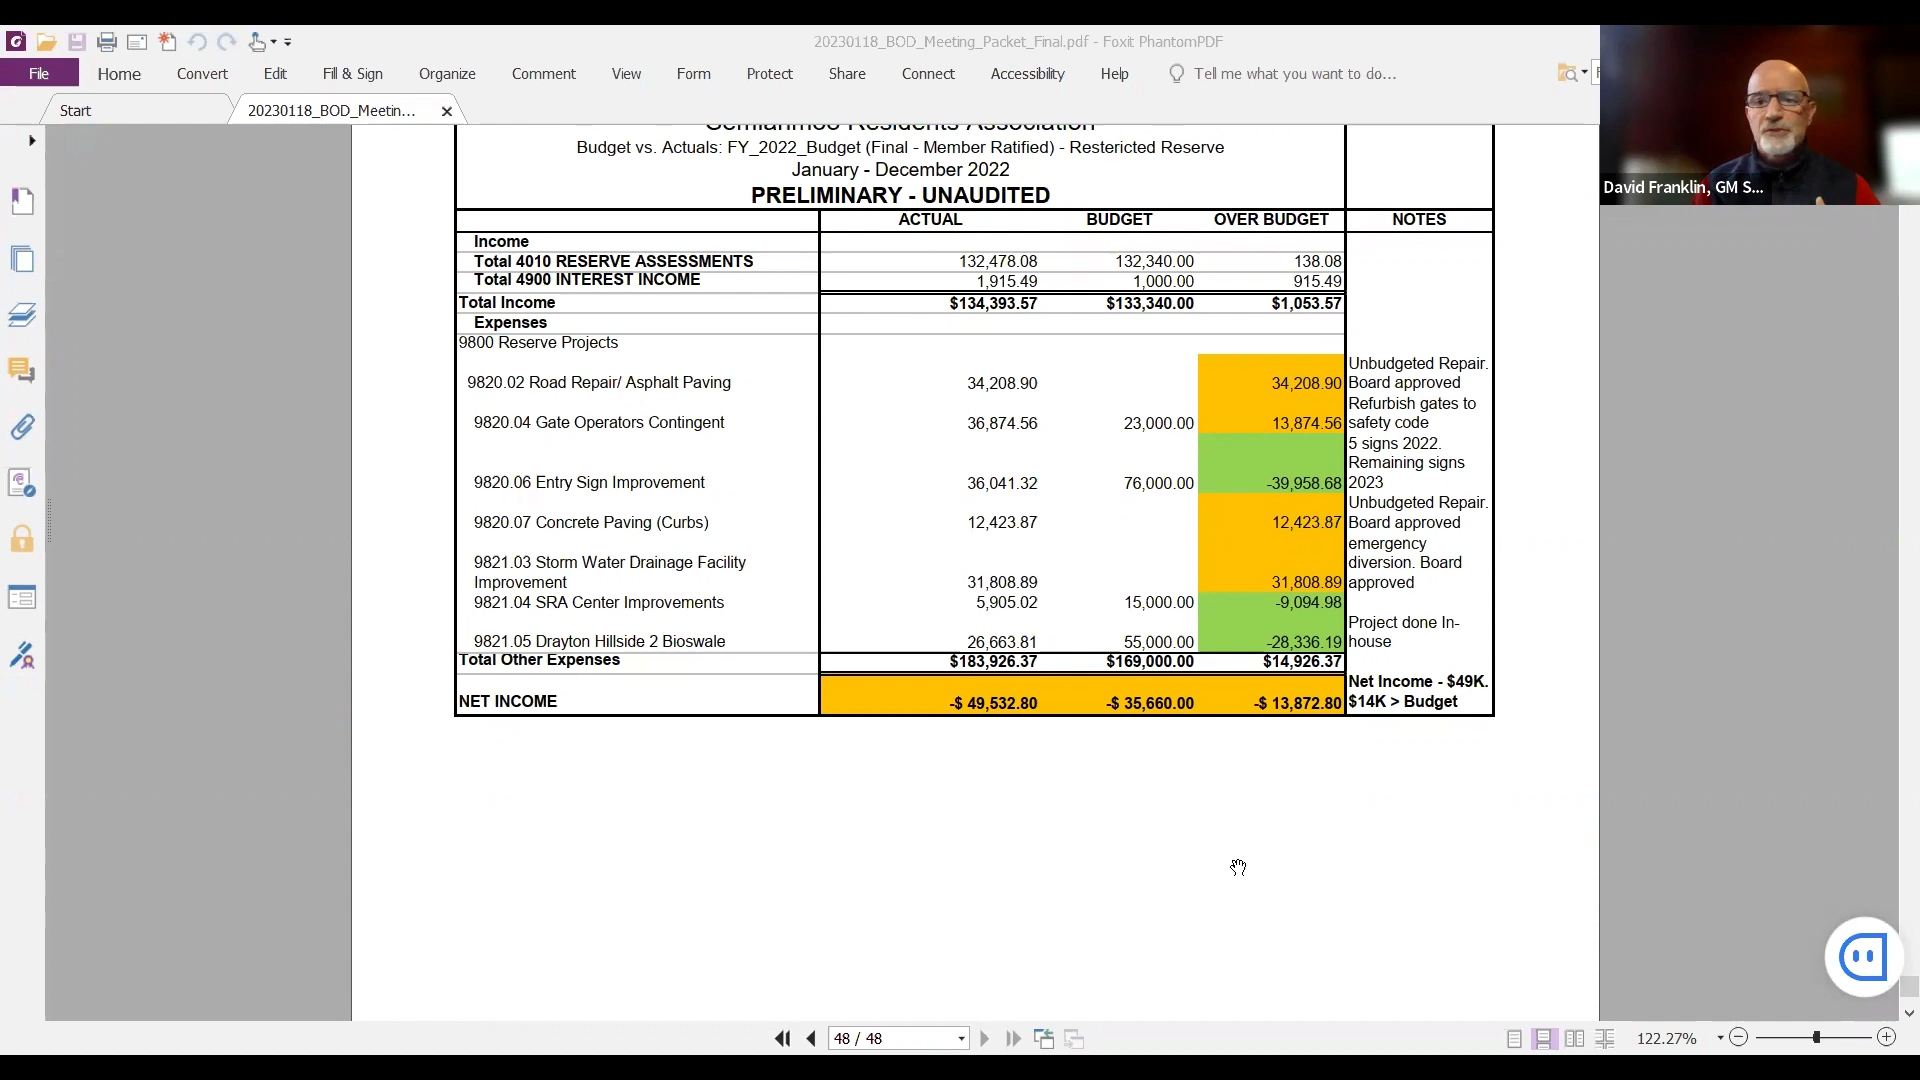 20230118_BOD_Meeting_Packet_Final.pdf - Foxit PhantomPDF
File Home Convert Edit Fill & Sign Organize Comment View Form Protect Share Connect Accessibility Help Tell me what you want to do...
Start 20230118_BOD_Meetin...
David Franklin, GM S...
Semiahmoo Residents Association
Budget vs. Actuals: FY_2022_Budget (Final - Member Ratified) - Restericted Reserve
January - December 2022
PRELIMINARY - UNAUDITED
ACTUAL BUDGET OVER BUDGET NOTES
Income
Total 4010 RESERVE ASSESSMENTS 132,478.08 132,340.00 138.08
Total 4900 INTEREST INCOME 1,915.49 1,000.00 915.49
Total Income $134,393.57 $133,340.00 $1,053.57
Expenses
9800 Reserve Projects
Unbudgeted Repair.
9820.02 Road Repair/ Asphalt Paving 34,208.90 34,208.90 Board approved
Refurbish gates to
9820.04 Gate Operators Contingent 36,874.56 23,000.00 13,874.56 safety code
5 signs 2022.
Remaining signs
9820.06 Entry Sign Improvement 36,041.32 76,000.00 -39,958.68 2023
Unbudgeted Repair.
9820.07 Concrete Paving (Curbs) 12,423.87 12,423.87 Board approved
emergency
9821.03 Storm Water Drainage Facility diversion. Board
Improvement 31,808.89 31,808.89 approved
9821.04 SRA Center Improvements 5,905.02 15,000.00 -9,094.98
Project done In-
9821.05 Drayton Hillside 2 Bioswale 26,663.81 55,000.00 -28,336.19 house
Total Other Expenses $183,926.37 $169,000.00 $14,926.37
Net Income - $49K.
NET INCOME -$ 49,532.80 -$ 35,660.00 -$ 13,872.80 $14K > Budget
48 / 48 122.27%